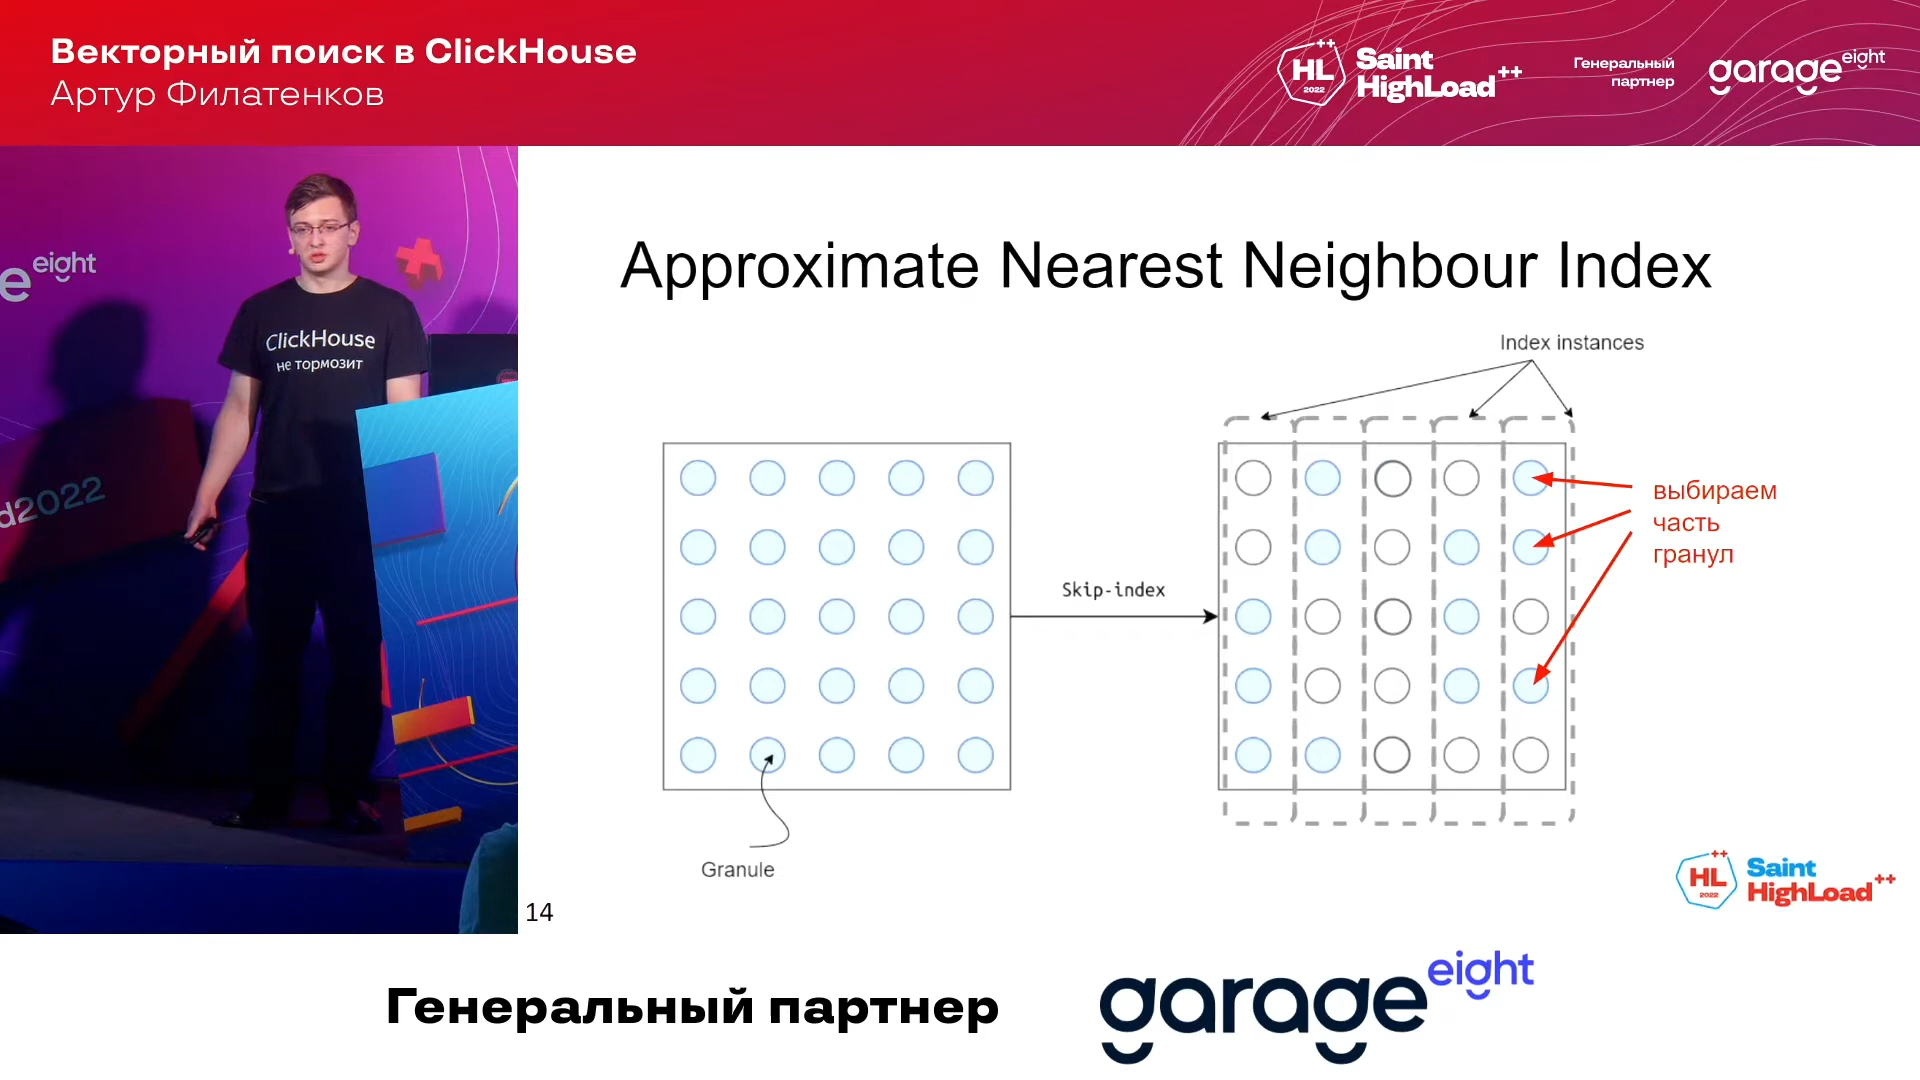 Векторный поиск в ClickHouse
Артур Филатенков
HL++
2022
Saint
HighLoad++
Генеральный
партнер
garage eight
e eight
ClickHouse
не тормозит
d2022
Approximate Nearest Neighbour Index
Index instances
Skip-index
выбираем
часть
гранул
Granule
14
HL++
2022
Saint
HighLoad++
Генеральный партнер
garage eight